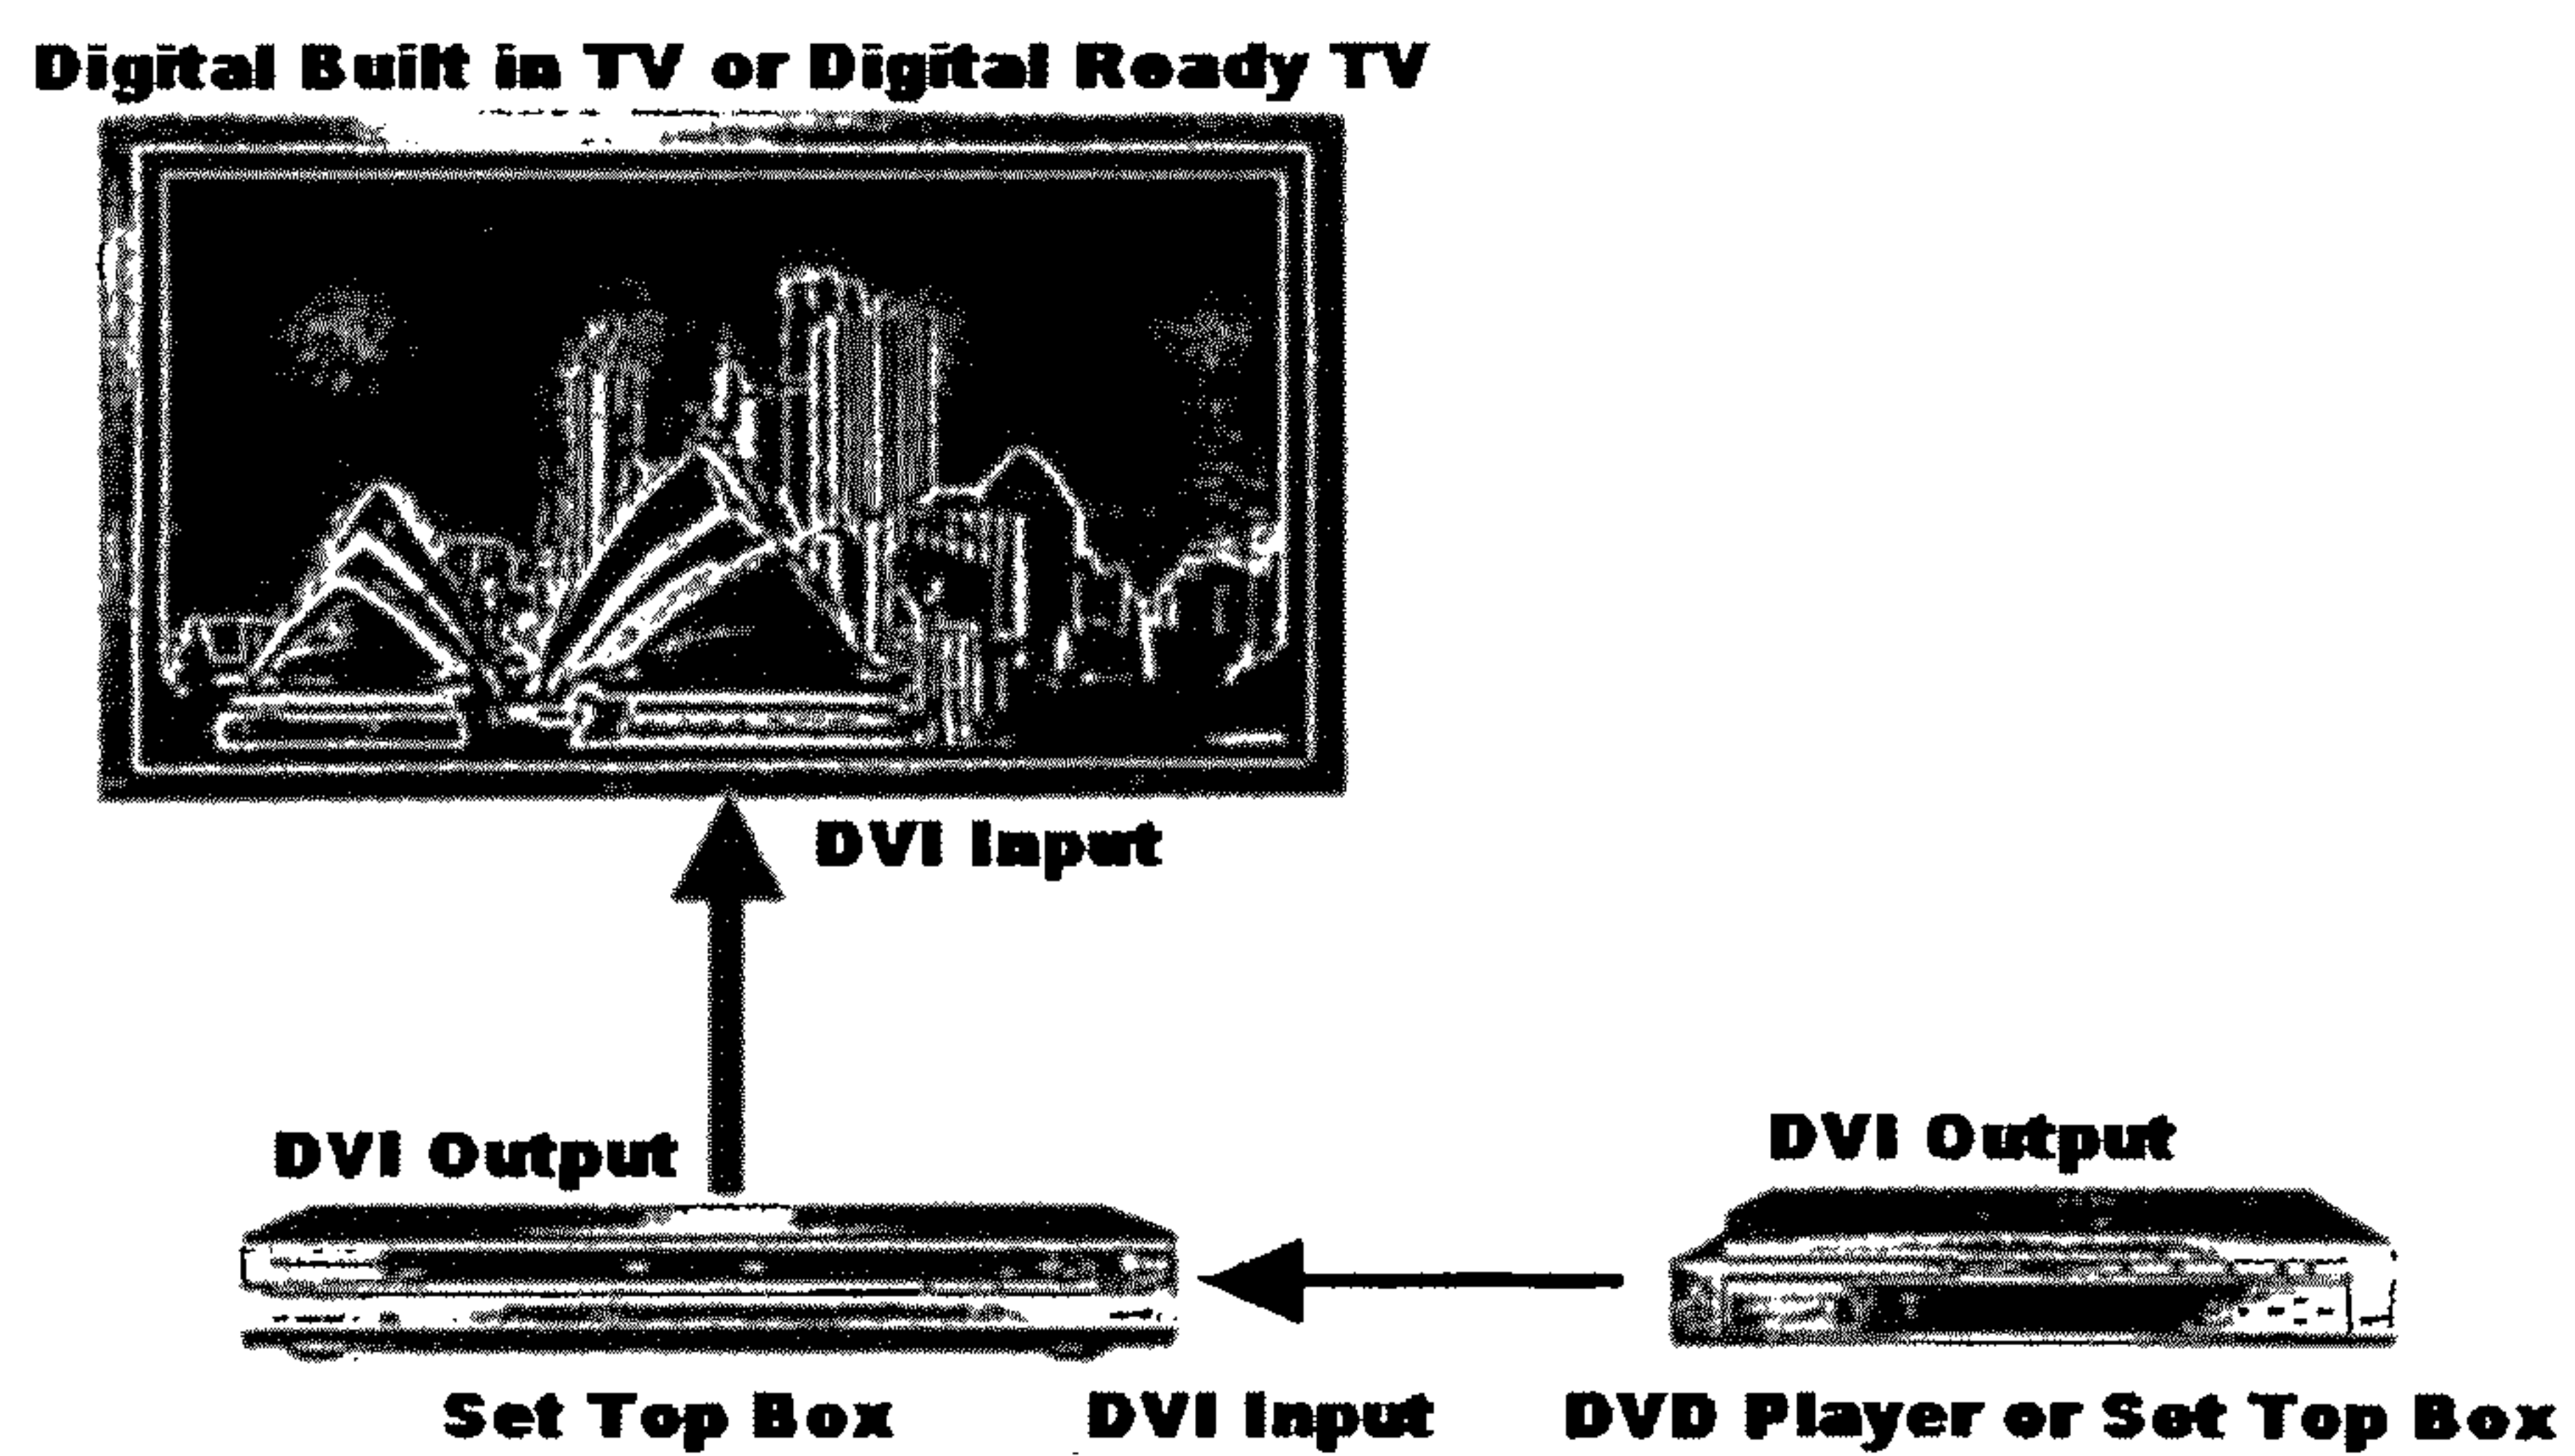 Digital Built in TV or Digital Ready TV
DVI Input
DVI Output
DVI Output
Set Top Box
DVI Input
DVD Player or Set Top Box